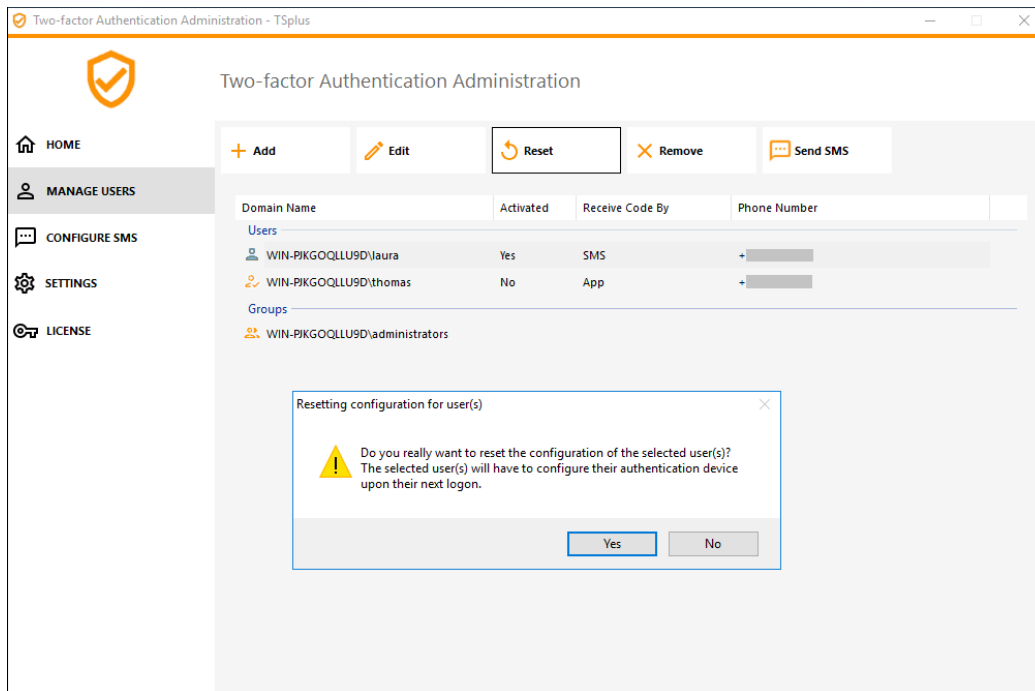 Two-factor Authentication Administration - TSplus
Two-factor Authentication Administration
HOME
MANAGE USERS
CONFIGURE SMS
SETTINGS
LICENSE
Add Edit Reset Remove Send SMS
Domain Name Activated Receive Code By Phone Number
Users
WIN-PJKGOQLLU9D\laura Yes SMS +
WIN-PJKGOQLLU9D\thomas No App +
Groups
WIN-PJKGOQLLU9D\administrators
Resetting configuration for user(s)
Do you really want to reset the configuration of the selected user(s)?
The selected user(s) will have to configure their authentication device
upon their next logon.
Yes No